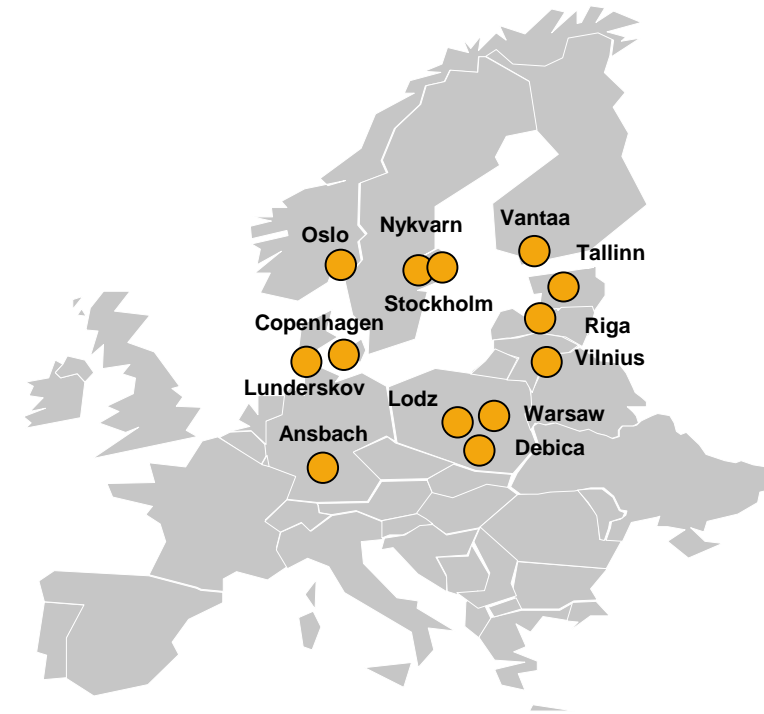 Nykvarn
Vantaa
Oslo
Tallinn
Stockholm
Copenhagen
Riga
Vilnius
Lunderskov
Lodz
Warsaw
Ansbach
Debica